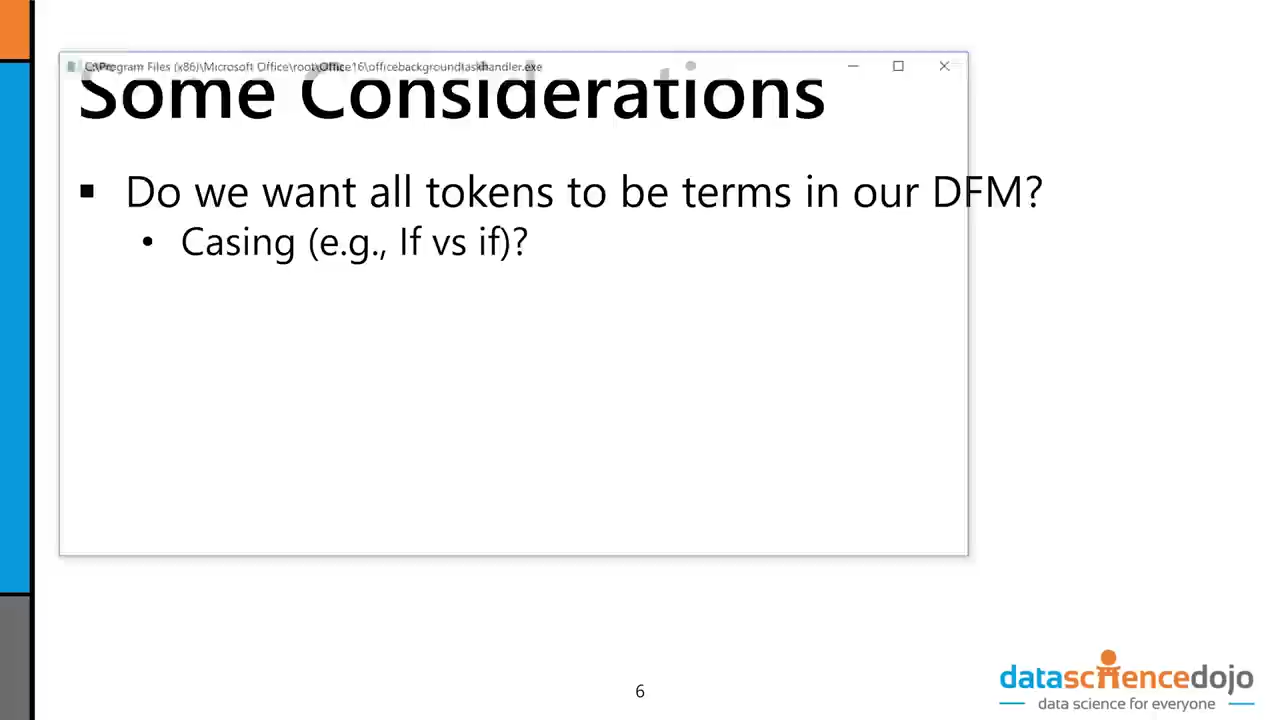 C:\Program Files (x86)\Microsoft Office\root\Office16\officebackgroundtaskhandler.exe
Some Considerations
▪ Do we want all tokens to be terms in our DFM?
• Casing (e.g., If vs if)?
6
datasciencedojo
data science for everyone